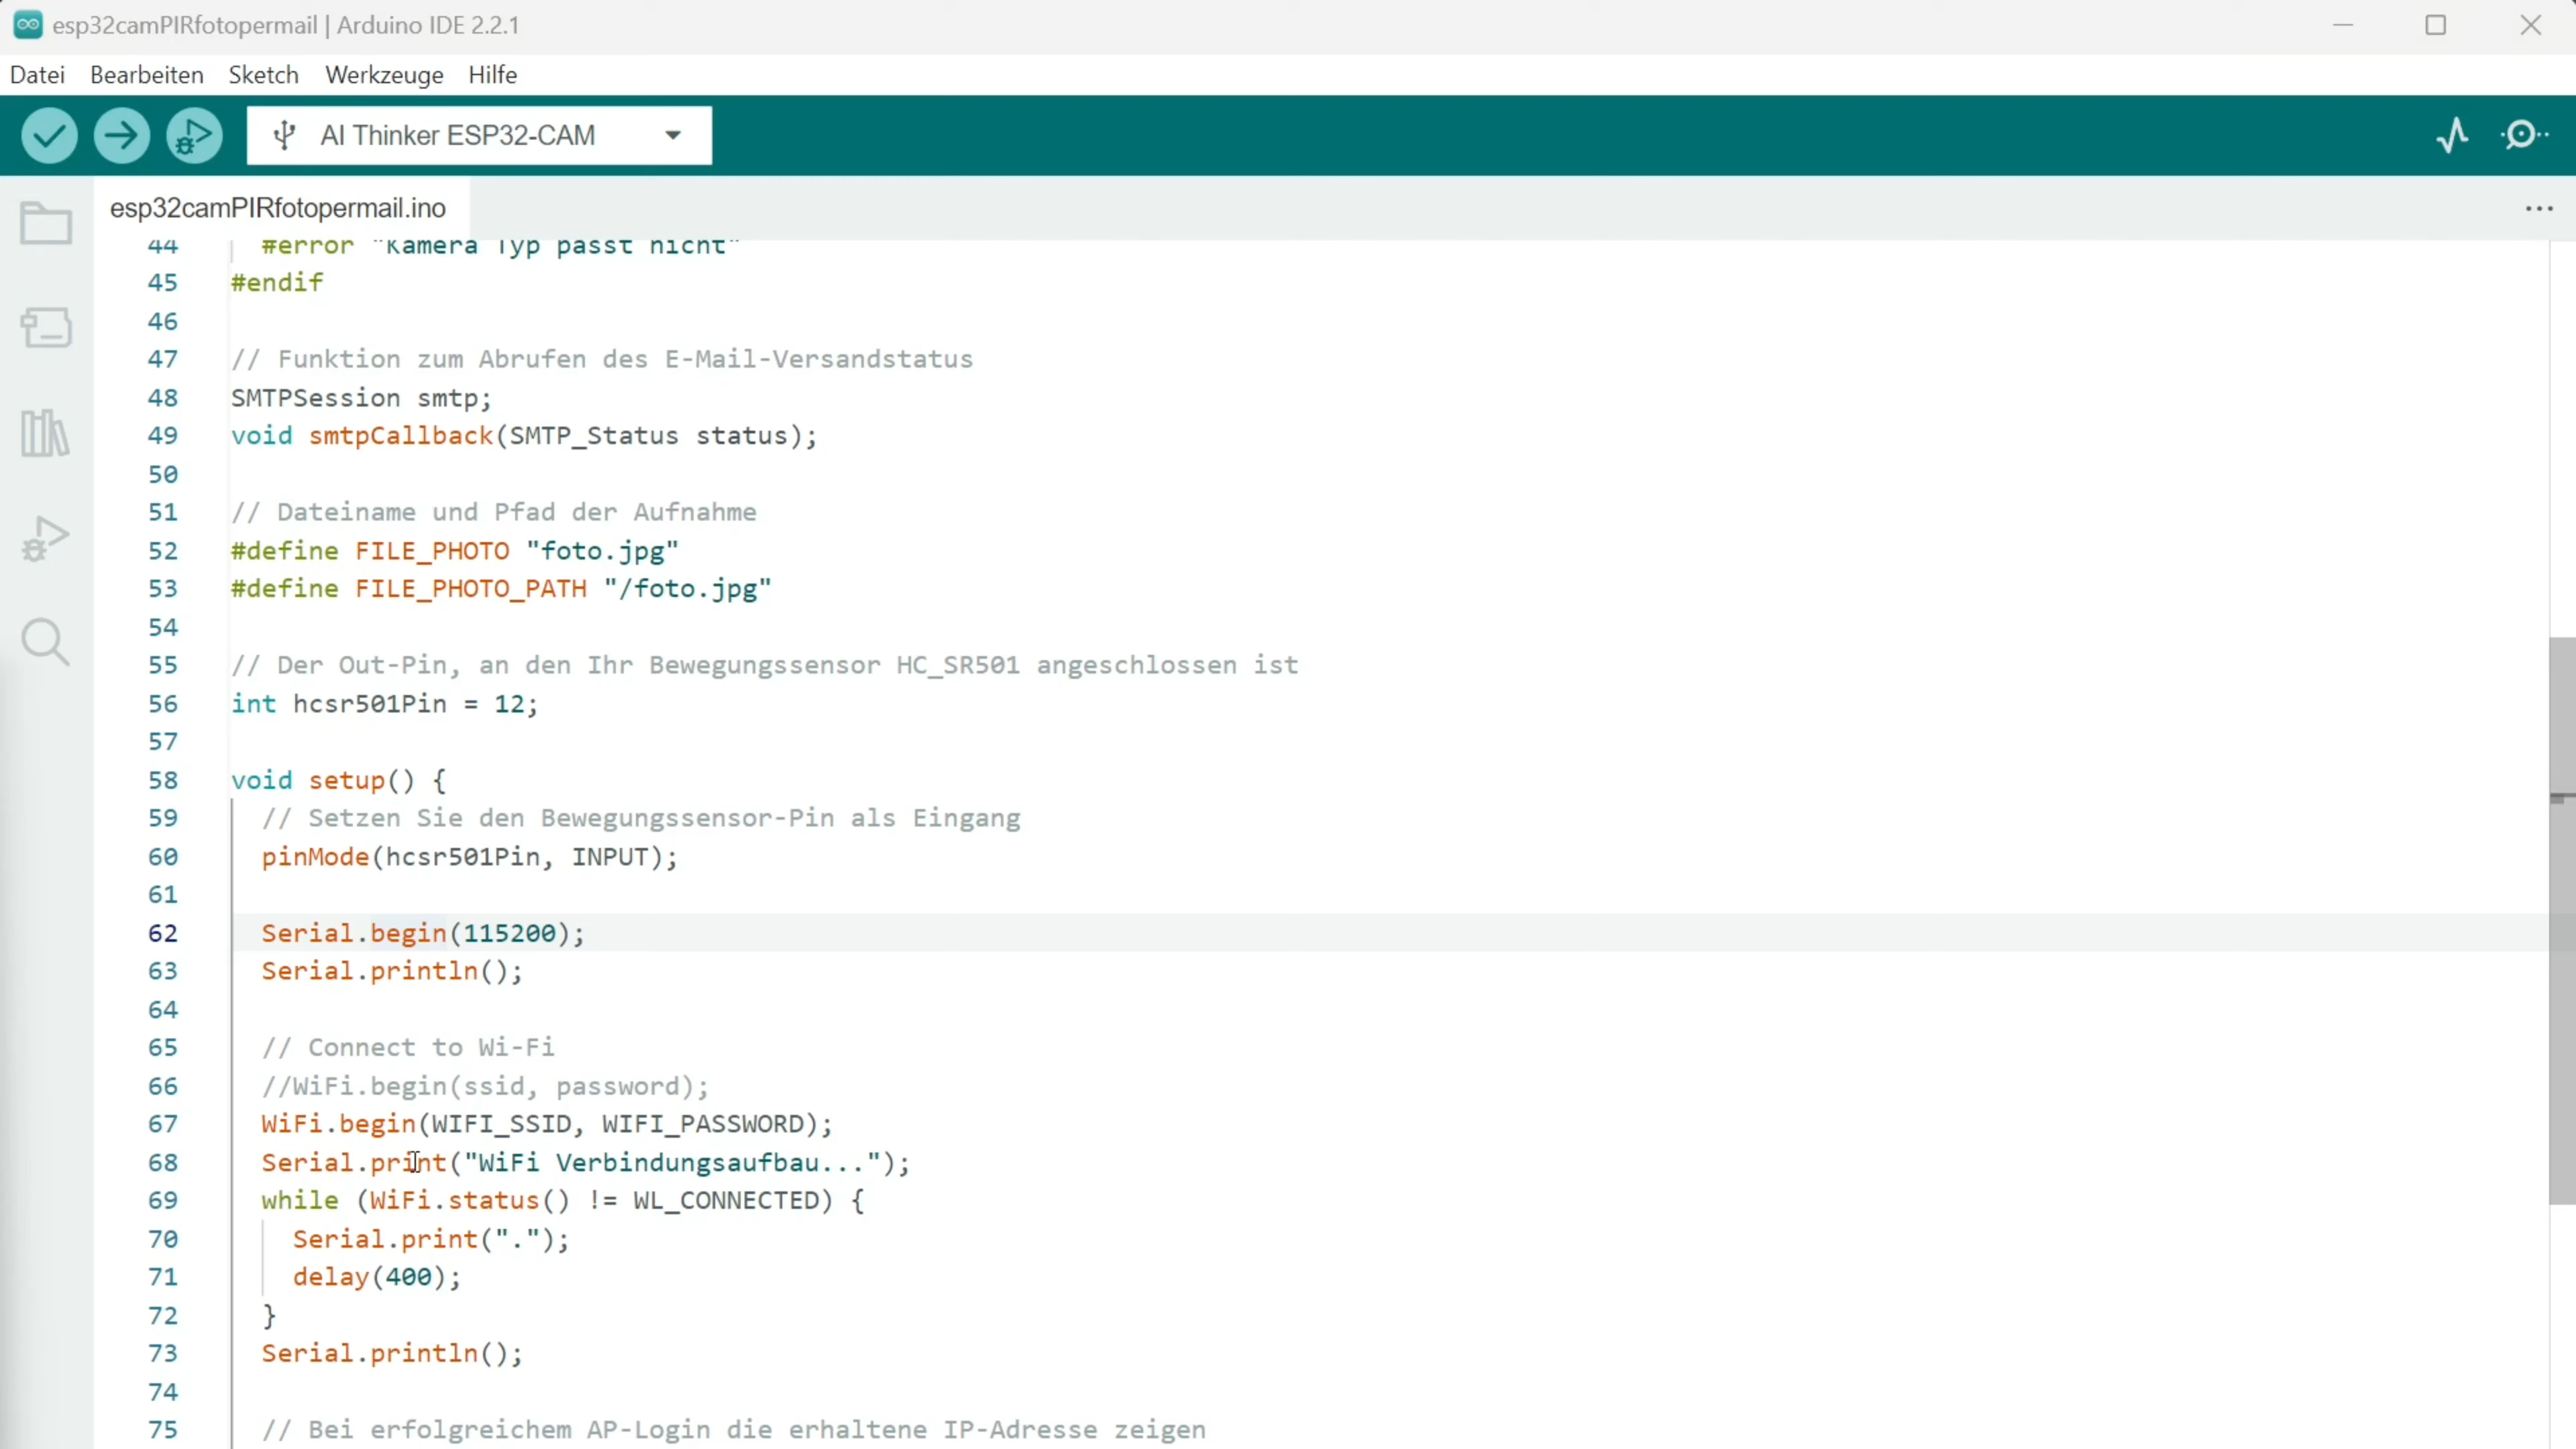 esp32camPIRfotopermail | Arduino IDE 2.2.1
Datei Bearbeiten Sketch Werkzeuge Hilfe
AI Thinker ESP32-CAM
esp32camPIRfotopermail.ino
44 #error "Kamera Typ passt nicht"
45 #endif
46
47 // Funktion zum Abrufen des E-Mail-Versandstatus
48 SMTPSession smtp;
49 void smtpCallback(SMTP_Status status);
50
51 // Dateiname und Pfad der Aufnahme
52 #define FILE_PHOTO "foto.jpg"
53 #define FILE_PHOTO_PATH "/foto.jpg"
54
55 // Der Out-Pin, an den Ihr Bewegungssensor HC_SR501 angeschlossen ist
56 int hcsr501Pin = 12;
57
58 void setup() {
59 // Setzen Sie den Bewegungssensor-Pin als Eingang
60 pinMode(hcsr501Pin, INPUT);
61
62 Serial.begin(115200);
63 Serial.println();
64
65 // Connect to Wi-Fi
66 //WiFi.begin(ssid, password);
67 WiFi.begin(WIFI_SSID, WIFI_PASSWORD);
68 Serial.print("WiFi Verbindungsaufbau...");
69 while (WiFi.status() != WL_CONNECTED) {
70 Serial.print(".");
71 delay(400);
72 }
73 Serial.println();
74
75 // Bei erfolgreichem AP-Login die erhaltene IP-Adresse zeigen